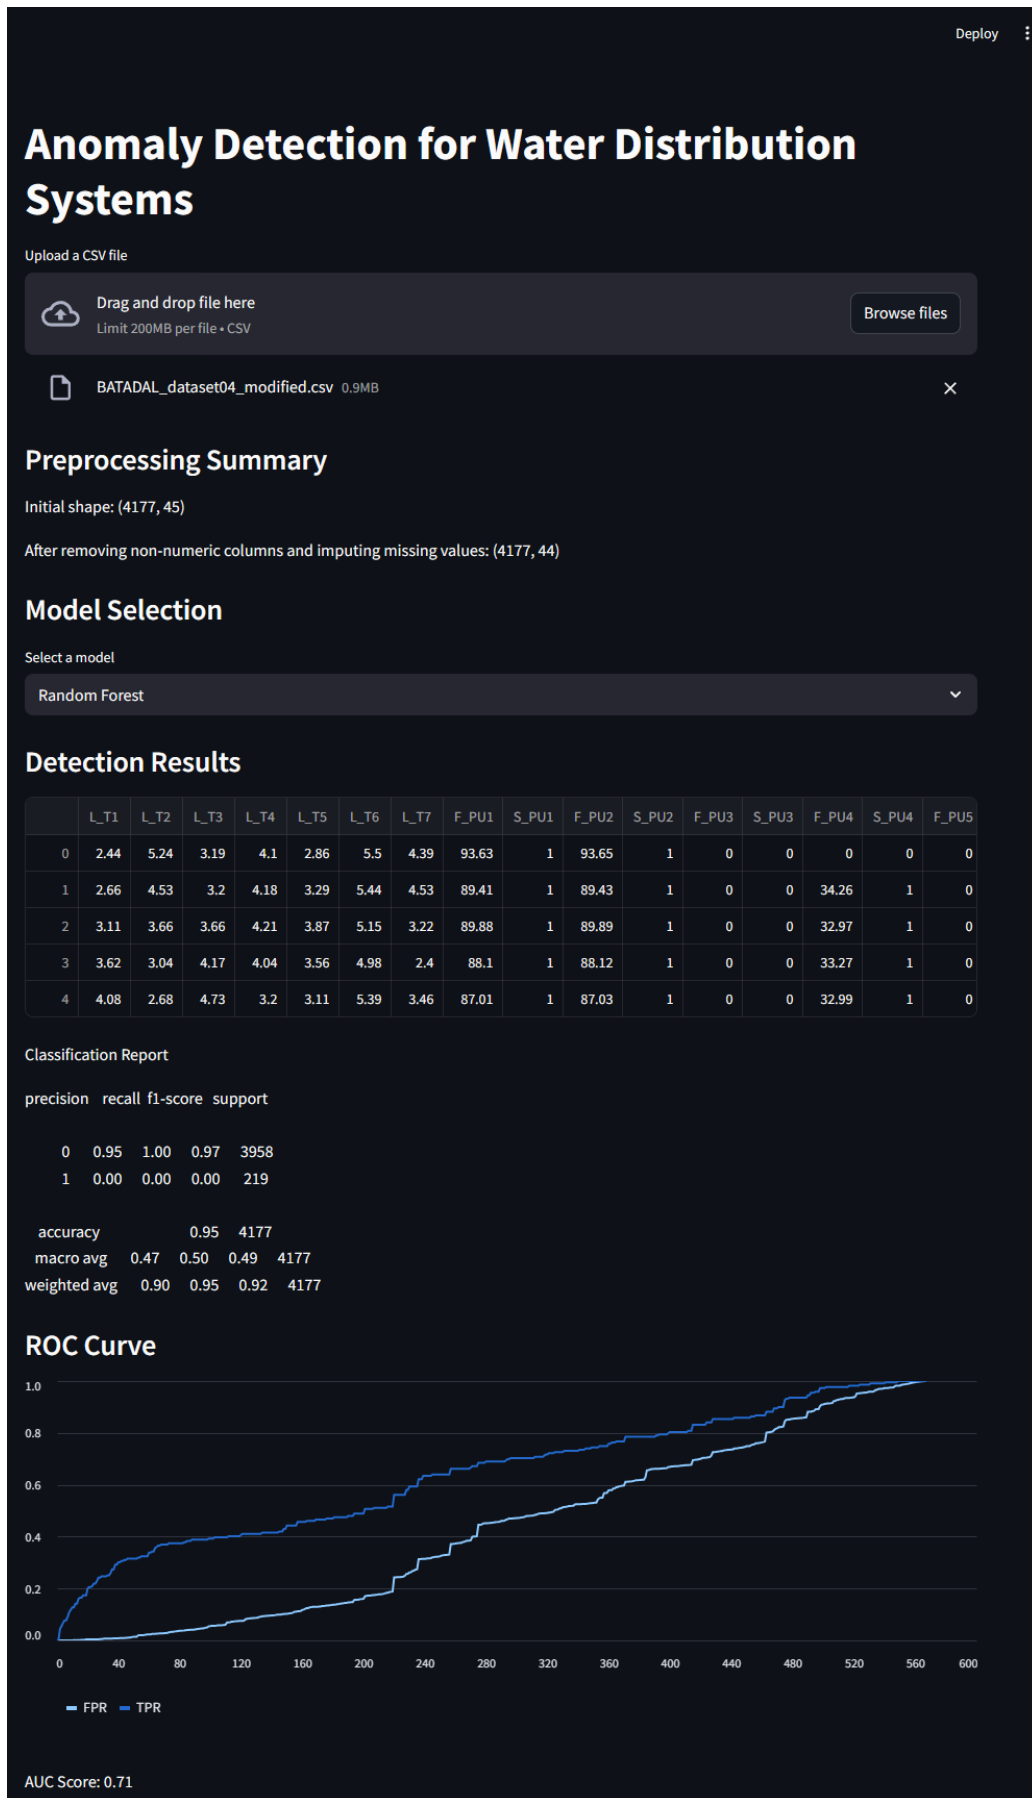 Deploy
Anomaly Detection for Water Distribution
Systems
Upload a CSV file
Drag and drop file here
Limit 200MB per file • CSV
Browse files
BATADAL_dataset04_modified.csv 0.9MB
Preprocessing Summary
Initial shape: (4177, 45)
After removing non-numeric columns and imputing missing values: (4177, 44)
Model Selection
Select a model
Random Forest
Detection Results
L_T1 L_T2 L_T3 L_T4 L_T5 L_T6 L_T7 F_PU1 S_PU1 F_PU2 S_PU2 F_PU3 S_PU3 F_PU4 S_PU4 F_PU5
0 2.44 5.24 3.19 4.1 2.86 5.5 4.39 93.63 1 93.65 1 0 0 0 0 0
1 2.66 4.53 3.2 4.18 3.29 5.44 4.53 89.41 1 89.43 1 0 0 34.26 1 0
2 3.11 3.66 3.66 4.21 3.87 5.15 3.22 89.88 1 89.89 1 0 0 32.97 1 0
3 3.62 3.04 4.17 4.04 3.56 4.98 2.4 88.1 1 88.12 1 0 0 33.27 1 0
4 4.08 2.68 4.73 3.2 3.11 5.39 3.46 87.01 1 87.03 1 0 0 32.99 1 0
Classification Report
precision recall f1-score support
0 0.95 1.00 0.97 3958
1 0.00 0.00 0.00 219
accuracy 0.95 4177
macro avg 0.47 0.50 0.49 4177
weighted avg 0.90 0.95 0.92 4177
ROC Curve
1.0
0.8
0.6
0.4
0.2
0.0
0 40 80 120 160 200 240 280 320 360 400 440 480 520 560 600
FPR TPR
AUC Score: 0.71